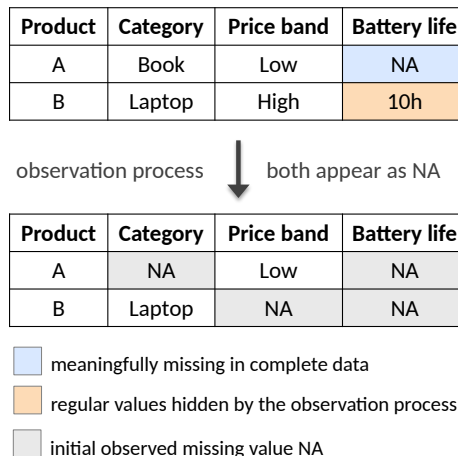 Product Category Price band Battery life
A Book Low NA
B Laptop High 10h
observation process both appear as NA
Product Category Price band Battery life
A NA Low NA
B Laptop NA NA
meaningfully missing in complete data
regular values hidden by the observation process
initial observed missing value NA